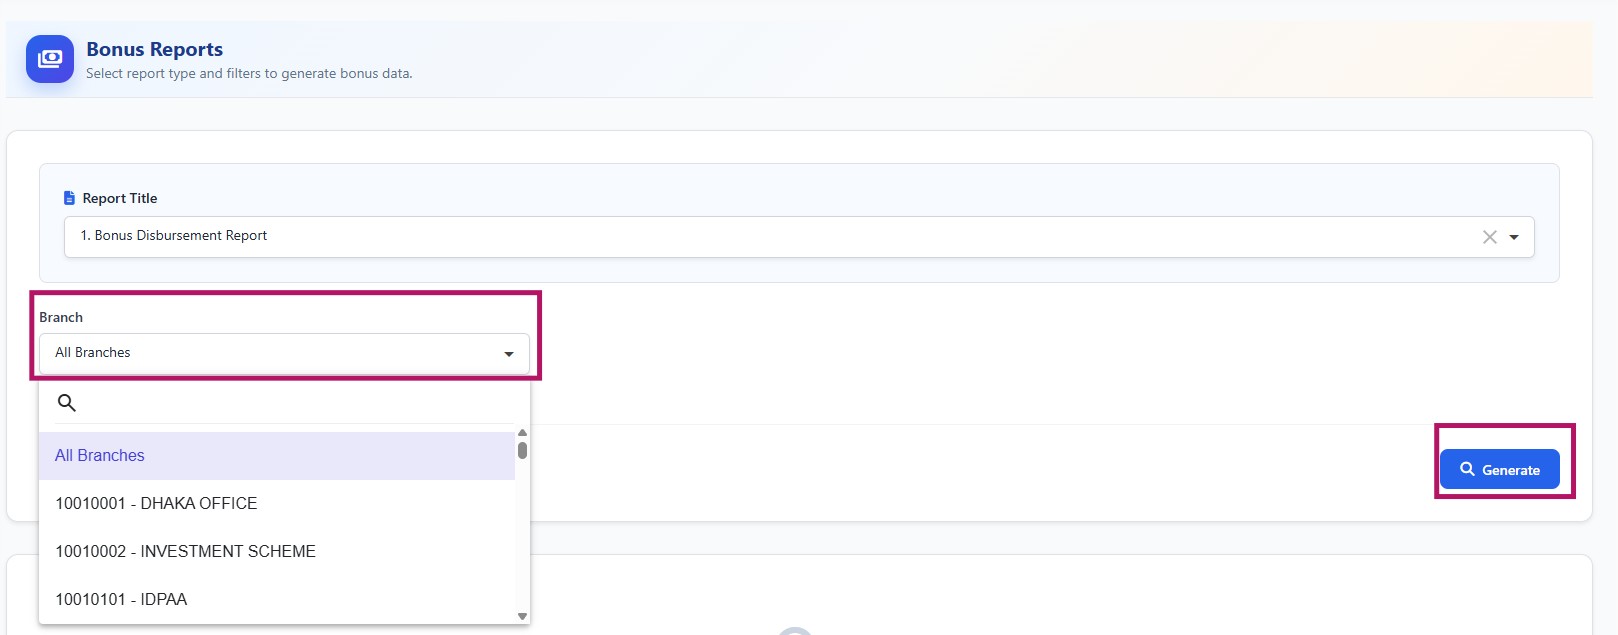 Bonus Reports
Select report type and filters to generate bonus data.
Report Title
1. Bonus Disbursement Report
Branch
All Branches
All Branches
10010001 - DHAKA OFFICE
10010002 - INVESTMENT SCHEME
10010101 - IDPAA
Generate